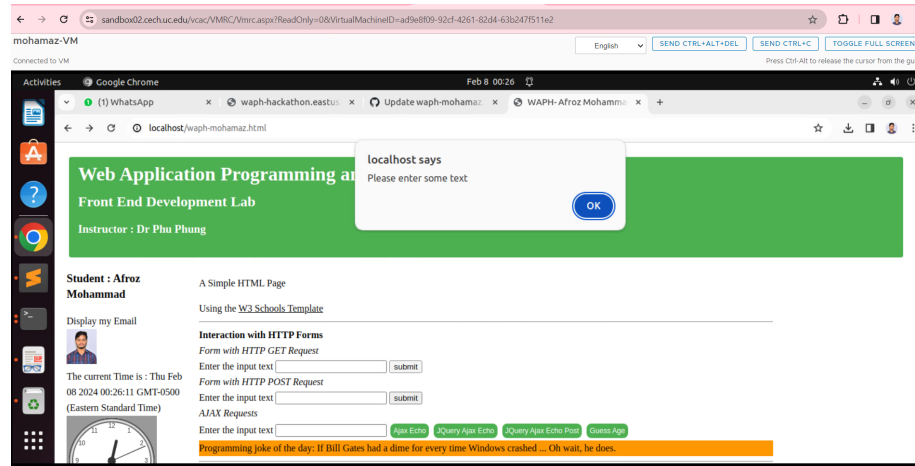 sandbox02.cech.uc.edu/vcac/VMRC/Vmrc.aspx?ReadOnly=0&VirtualMachineID=ad9e8f09-92cf-4261-82d4-63b247f511e2
mohamaz-VM
English
SEND CTRL+ALT+DEL
SEND CTRL+C
TOGGLE FULL SCREEN
Connected to VM
Press Ctrl-Alt to release the cursor from the gu
Activities
Google Chrome
Feb 8 00:26
(1) WhatsApp
waph-hackathon.eastus.
Update waph-mohamaz.
WAPH- Afroz Mohamma
localhost/waph-mohamaz.html
localhost says
Please enter some text
OK
Web Application Programming a
Front End Development Lab
Instructor : Dr Phu Phung
Student : Afroz
Mohammad
Display my Email
The current Time is : Thu Feb
08 2024 00:26:11 GMT-0500
(Eastern Standard Time)
12
1
2
3
9
10
11
A Simple HTML Page
Using the W3 Schools Template
Interaction with HTTP Forms
Form with HTTP GET Request
Enter the input text
submit
Form with HTTP POST Request
Enter the input text
submit
AJAX Requests
Enter the input text
Ajax Echo
JQuery Ajax Echo
JQuery Ajax Echo Post
Guess Age
Programming joke of the day: If Bill Gates had a dime for every time Windows crashed ... Oh wait, he does.